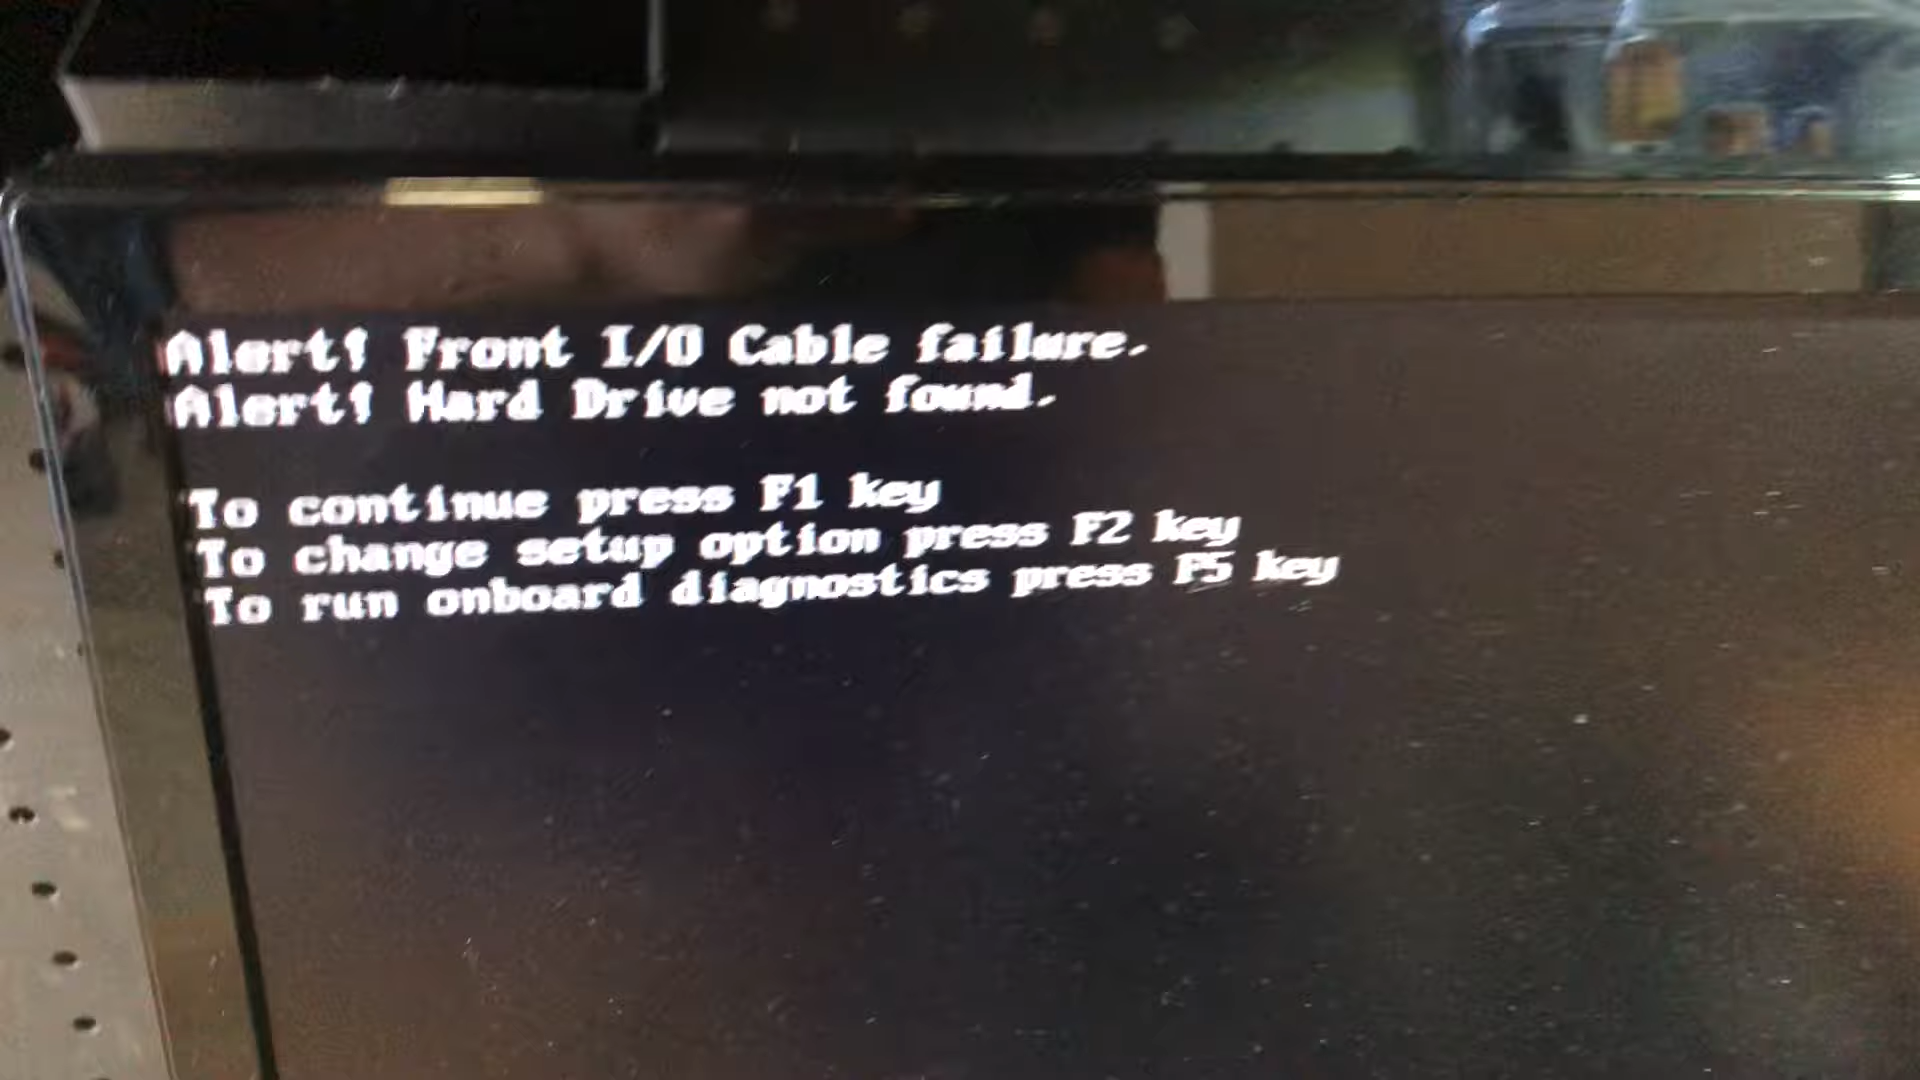 Alert! Front I/O Cable failure.
Alert! Hard Drive not found.
To continue press F1 key
To change setup option press F2 key
To run onboard diagnostics press F5 key